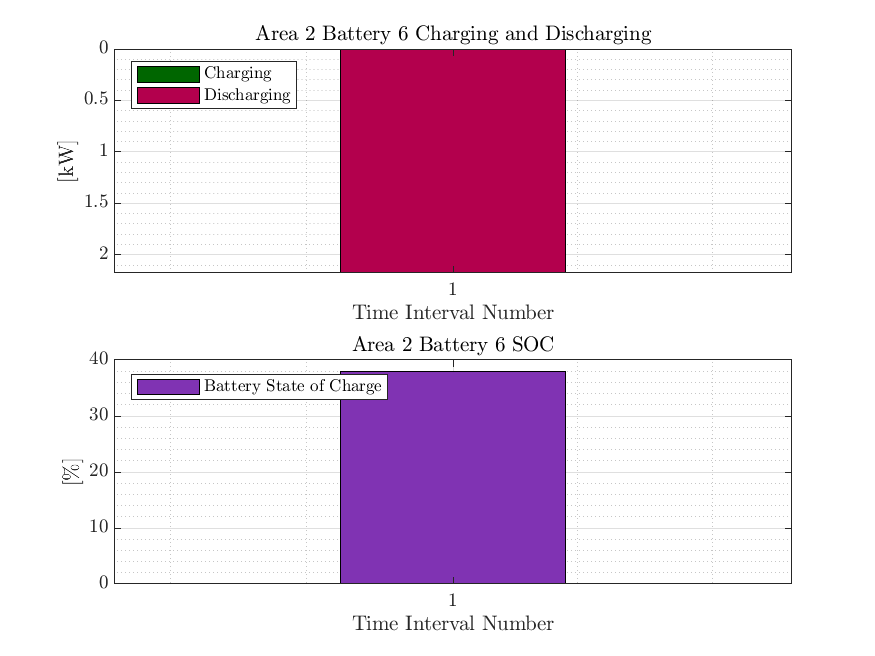 Area 2 Battery 6 Charging and Discharging
0
0.5
1
1.5
2
[kW]
Charging
Discharging
1
Time Interval Number
Area 2 Battery 6 SOC
40
30
20
10
0
[%]
Battery State of Charge
1
Time Interval Number